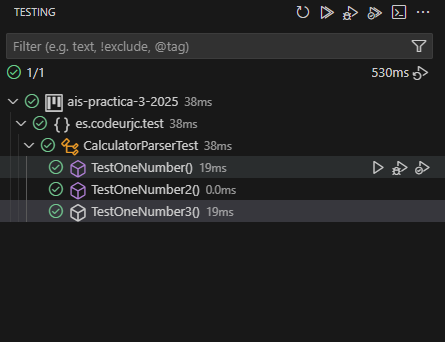 TESTING
Filter (e.g. text, !exclude, @tag)
1/1 530ms
ais-practica-3-2025 38ms
{ } es.codeurjc.test 38ms
CalculatorParserTest 38ms
TestOneNumber() 19ms
TestOneNumber2() 0.0ms
TestOneNumber3() 19ms